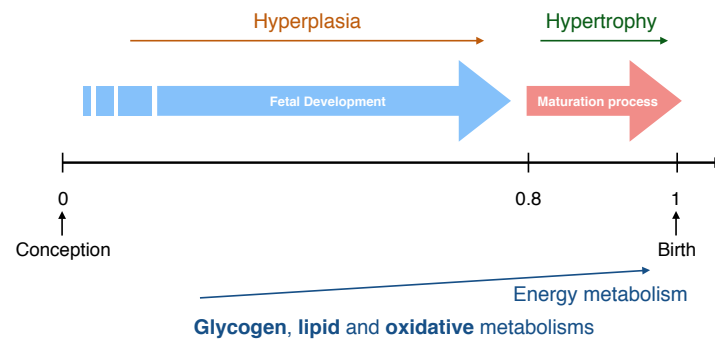 Hyperplasia
Hypertrophy
Fetal Development
Maturation process
0
0.8
1
Conception
Birth
Energy metabolism
Glycogen, lipid and oxidative metabolisms